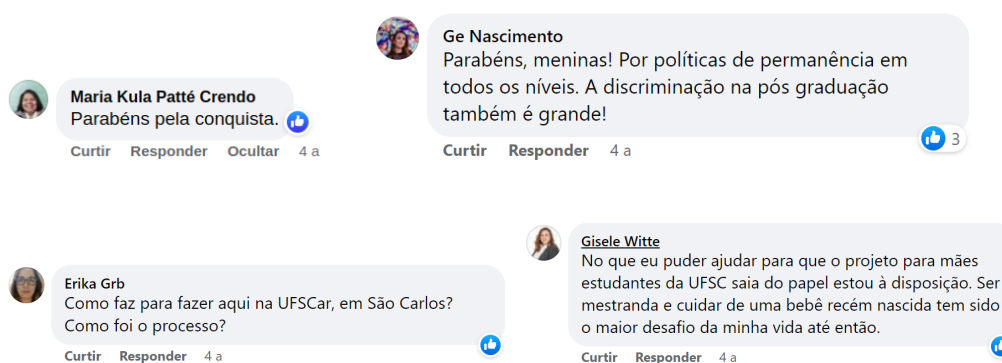 Ge Nascimento
Parabéns, meninas! Por políticas de permanência em
todos os níveis. A discriminação na pós graduação
também é grande!
3
Curtir Responder 4 a
Maria Kula Patté Crendo
Parabéns pela conquista.
Curtir Responder Ocultar 4 a
Gisele Witte
No que eu puder ajudar para que o projeto para mães
estudantes da UFSC saia do papel estou à disposição. Ser
mestranda e cuidar de uma bebê recém nascida tem sido
o maior desafio da minha vida até então.
Curtir Responder 4 a
Erika Grb
Como faz para fazer aqui na UFSCar, em São Carlos?
Como foi o processo?
Curtir Responder 4 a